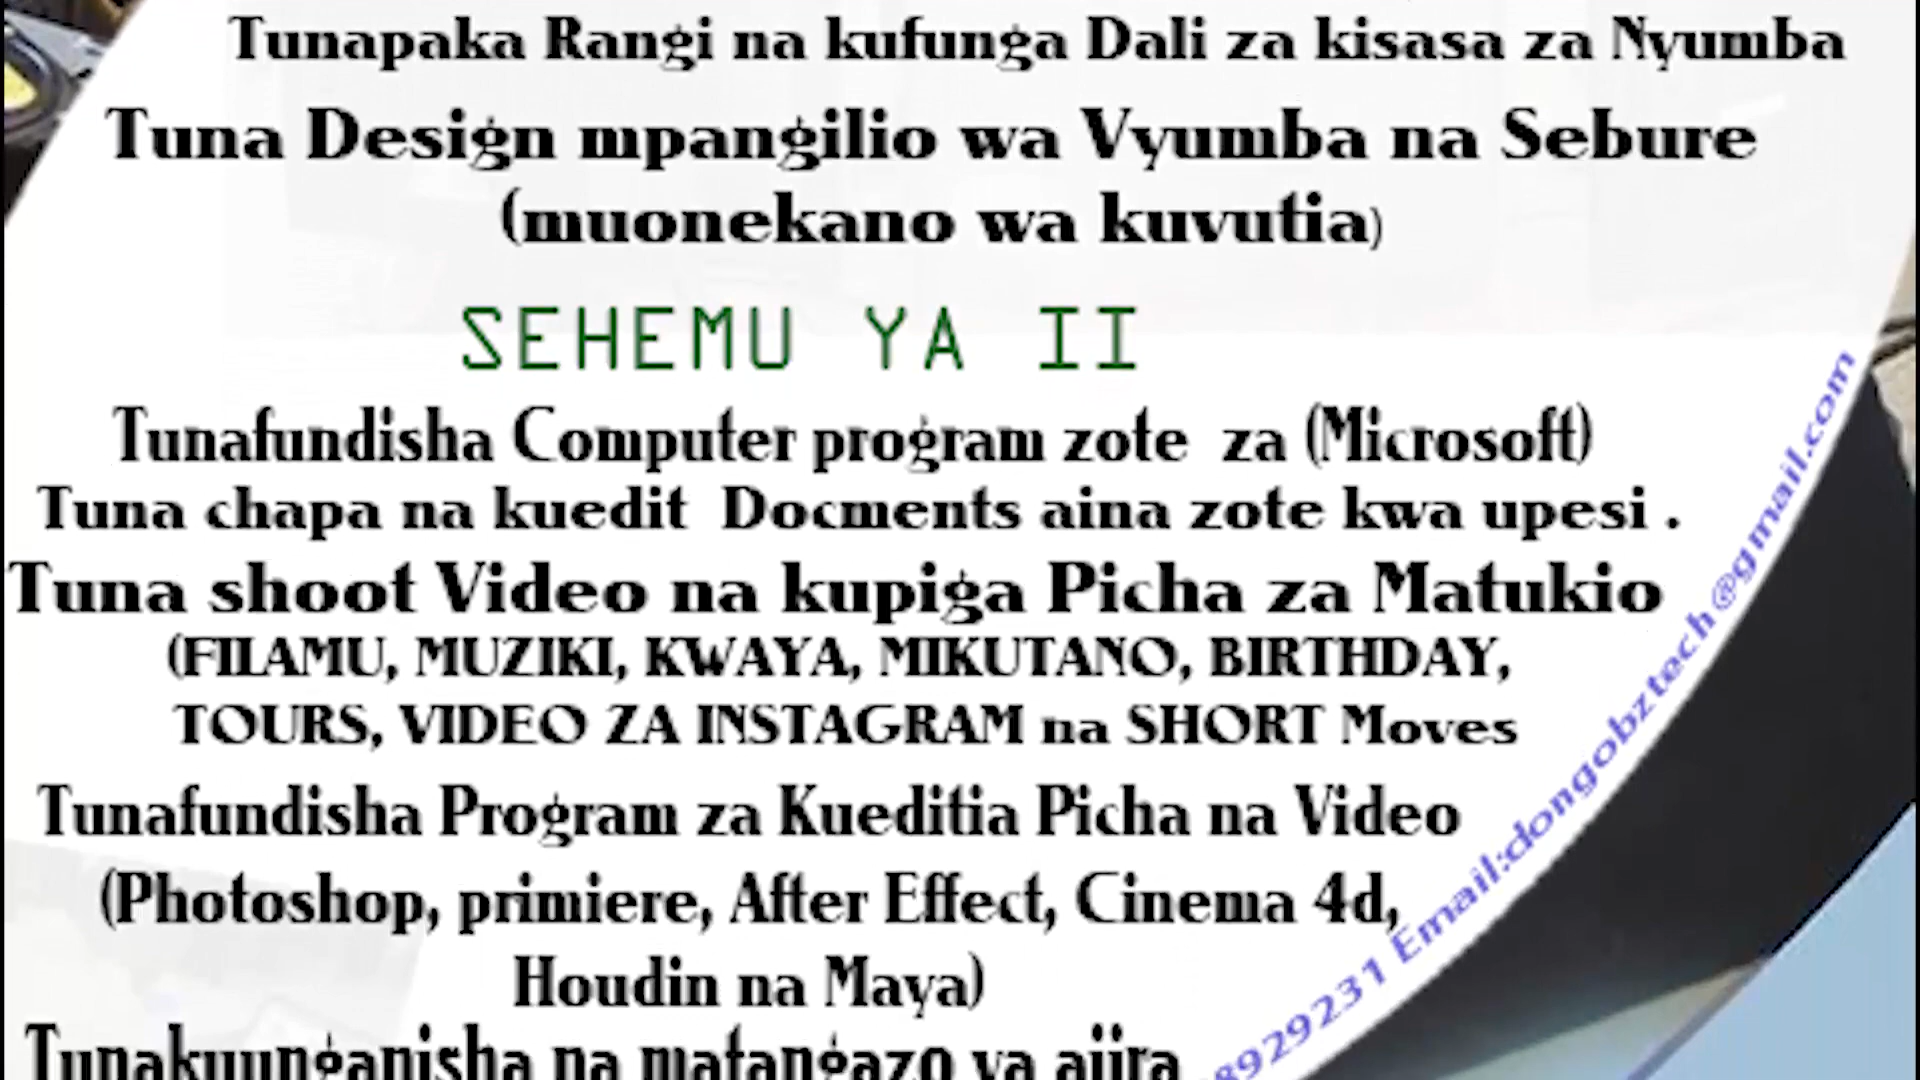 Tunapaka Rangi na kufunga Dali za kisasa za Nyumba
Tuna Design mpangilio wa Vyumba na Sebure
(muonekano wa kuvutia)
SEHEMU YA II
Tunafundisha Computer program zote za (Microsoft)
Tuna chapa na kuedit Docments aina zote kwa upesi .
Tuna shoot Video na kupiga Picha za Matukio
(FILAMU, MUZIKI, KWAYA, MIKUTANO, BIRTHDAY,
TOURS, VIDEO ZA INSTAGRAM na SHORT Moves
Tunafundisha Program za Kueditia Picha na Video
(Photoshop, primiere, After Effect, Cinema 4d,
Houdin na Maya)
Tunakuunganisha na matangazo ya ajira
8929231 Email:dongobztech@gmail.com